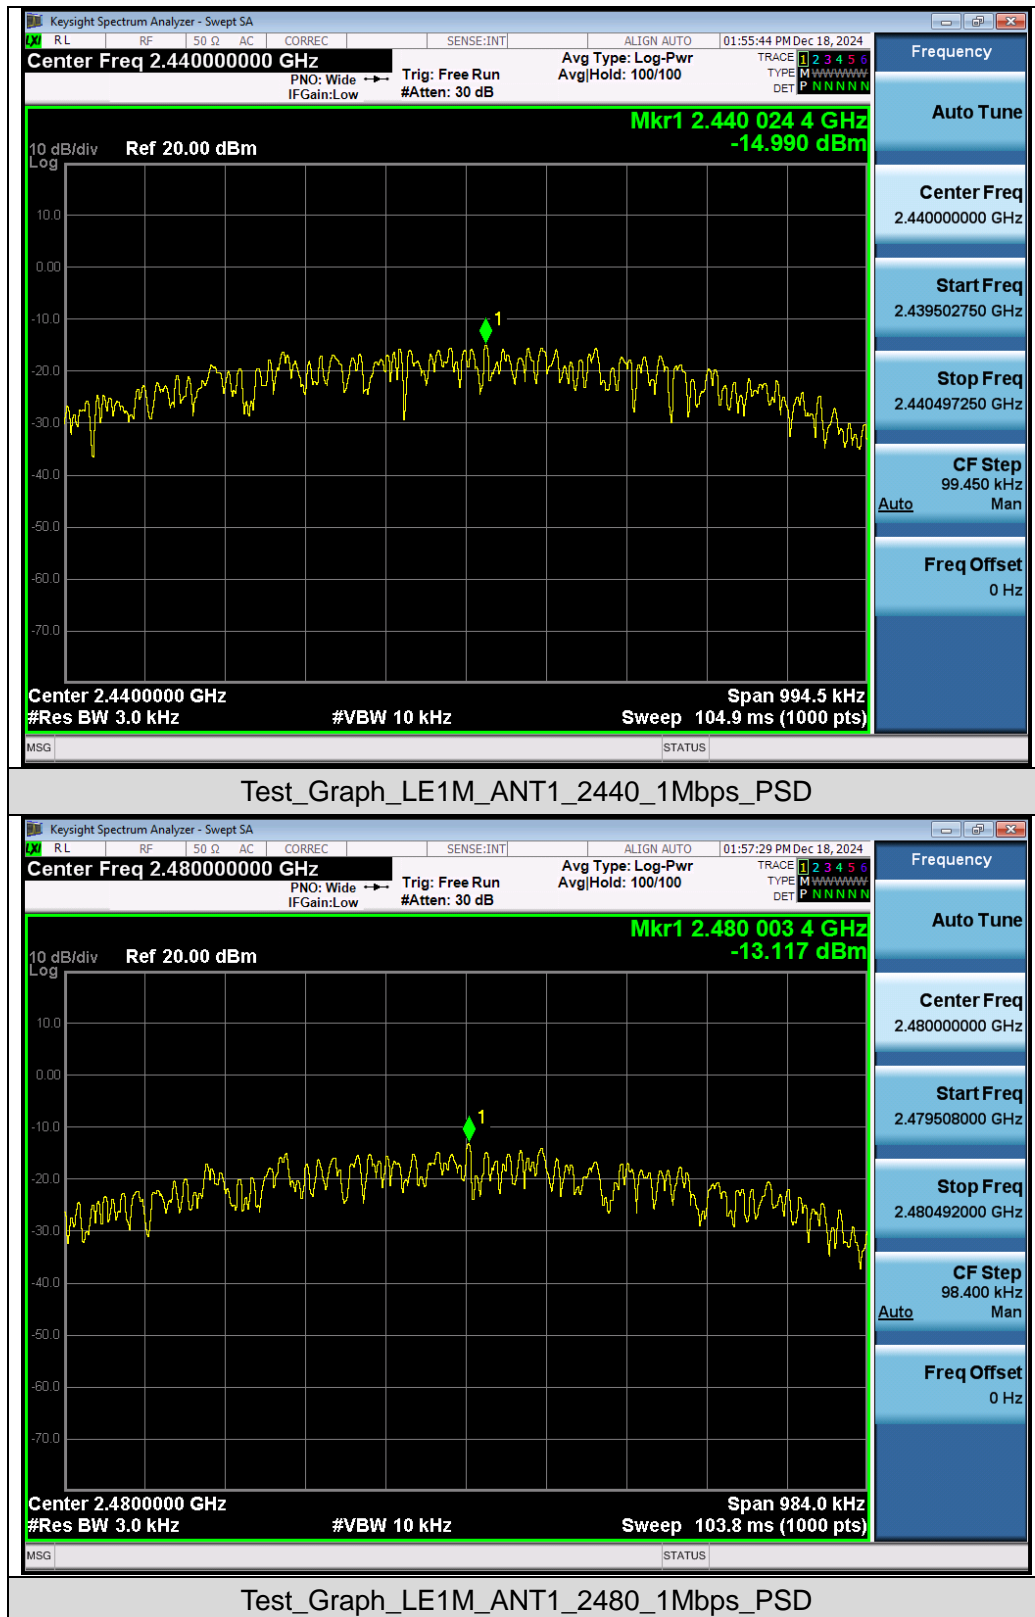 Keysight Spectrum Analyzer - Swept SA
LXI RL RF 50 Ω AC CORREC SENSE:INT ALIGN AUTO 01:55:44 PM Dec 18, 2024
Center Freq 2.440000000 GHz
PNO: Wide
IFGain:Low
Trig: Free Run
#Atten: 30 dB
Avg Type: Log-Pwr
Avg|Hold: 100/100
TRACE 1 2 3 4 5 6
TYPE M WWWWW
DET P N N N N N
Mkr1 2.440 024 4 GHz
-14.990 dBm
10 dB/div Ref 20.00 dBm
Log
10.0
0.00
-10.0
1
-20.0
-30.0
-40.0
-50.0
-60.0
-70.0
Center 2.4400000 GHz Span 994.5 kHz
#Res BW 3.0 kHz #VBW 10 kHz Sweep 104.9 ms (1000 pts)
MSG STATUS
Frequency
Auto Tune
Center Freq
2.440000000 GHz
Start Freq
2.439502750 GHz
Stop Freq
2.440497250 GHz
CF Step
99.450 kHz
Auto Man
Freq Offset
0 Hz
Test_Graph_LE1M_ANT1_2440_1Mbps_PSD
Keysight Spectrum Analyzer - Swept SA
LXI RL RF 50 Ω AC CORREC SENSE:INT ALIGN AUTO 01:57:29 PM Dec 18, 2024
Center Freq 2.480000000 GHz
PNO: Wide
IFGain:Low
Trig: Free Run
#Atten: 30 dB
Avg Type: Log-Pwr
Avg|Hold: 100/100
TRACE 1 2 3 4 5 6
TYPE M WWWWW
DET P N N N N N
Mkr1 2.480 003 4 GHz
-13.117 dBm
10 dB/div Ref 20.00 dBm
Log
10.0
0.00
-10.0
1
-20.0
-30.0
-40.0
-50.0
-60.0
-70.0
Center 2.4800000 GHz Span 984.0 kHz
#Res BW 3.0 kHz #VBW 10 kHz Sweep 103.8 ms (1000 pts)
MSG STATUS
Frequency
Auto Tune
Center Freq
2.480000000 GHz
Start Freq
2.479508000 GHz
Stop Freq
2.480492000 GHz
CF Step
98.400 kHz
Auto Man
Freq Offset
0 Hz
Test_Graph_LE1M_ANT1_2480_1Mbps_PSD